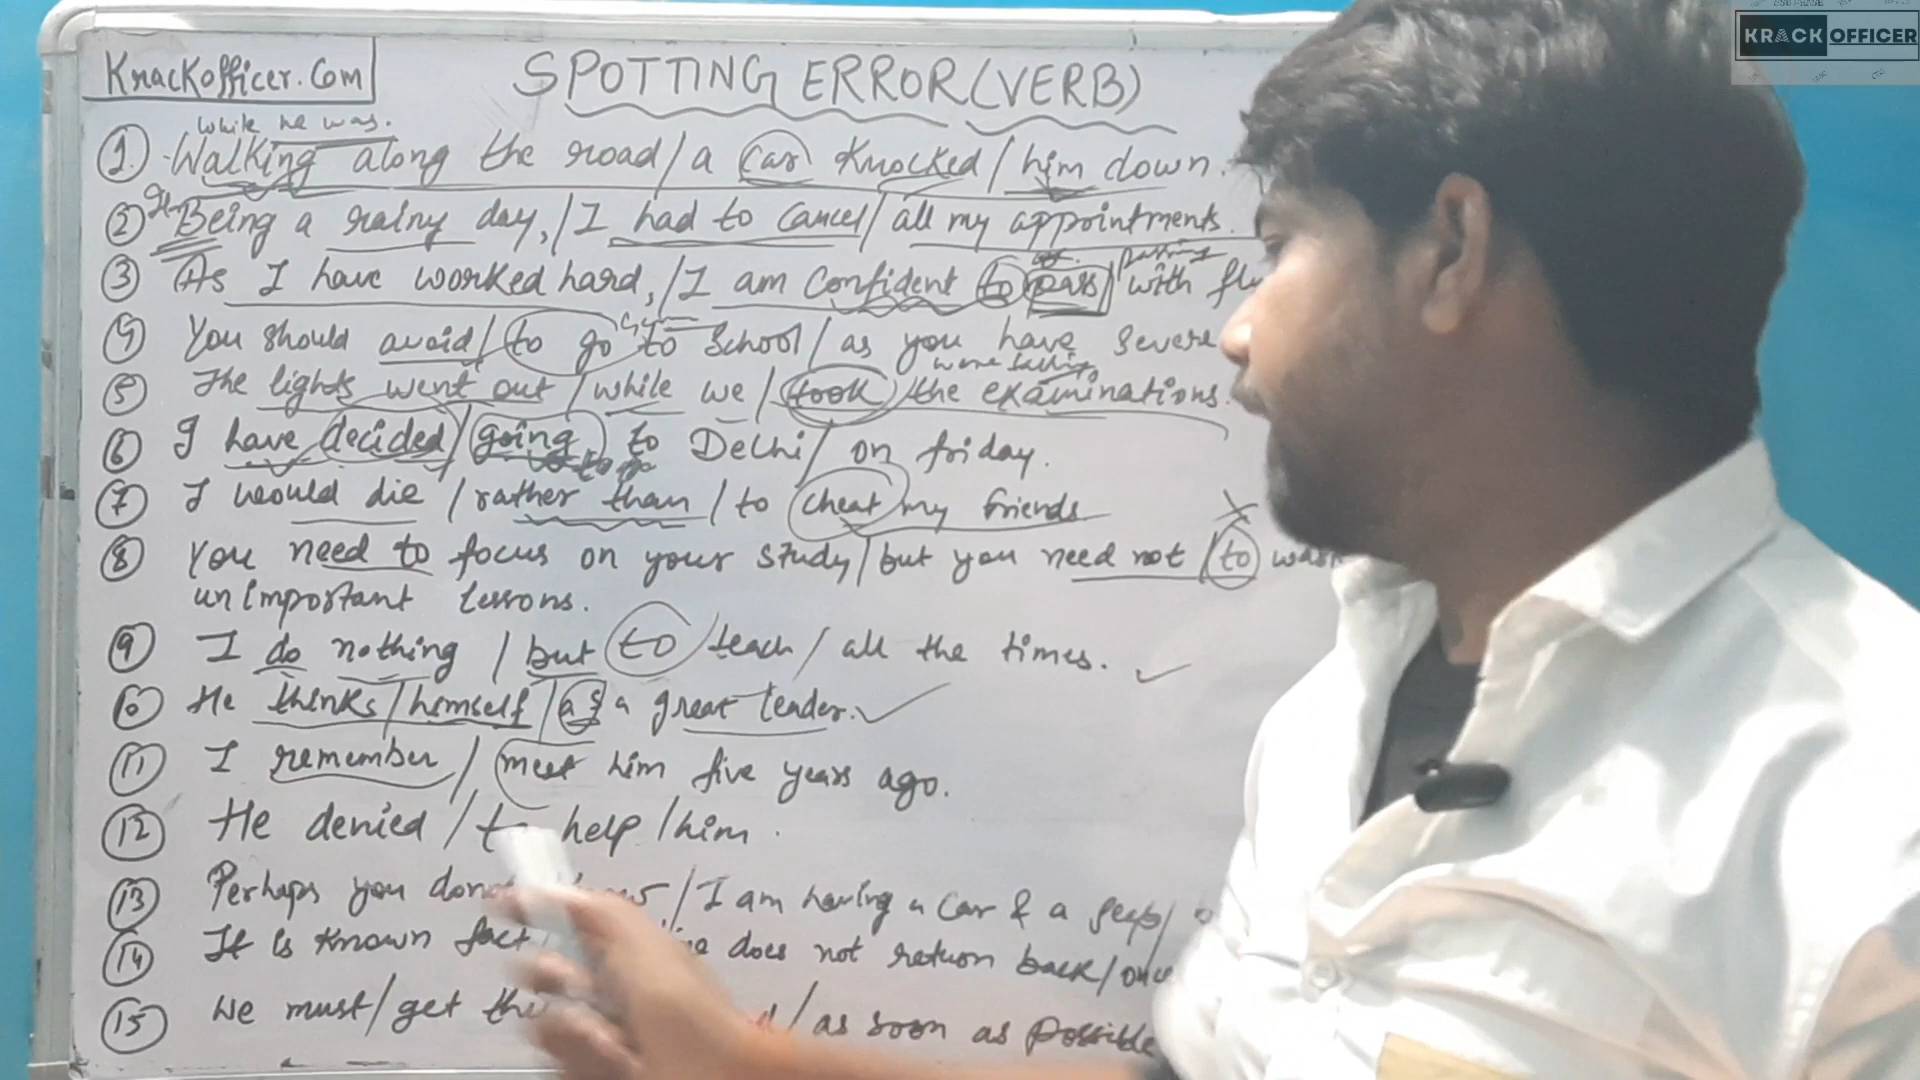 KRACK OFFICER
KrackOfficer.Com
SPOTTING ERROR (VERB)
while he was.
1. Walking along the road / a car knocked / him down.
It
2 Being a rainy day, / I had to cancel / all my appointments.
of passing
3 As I have worked hard, / I am confident to pass / with
4 You should avoid / to go to school / as you have severe
were taking
5 The lights went out / while we / took / the examinations.
6 I have decided / going to Delhi / on friday.
to go
7 I would die / rather than / to cheat my friends
8 You need to focus on your study / but you need not / to
unimportant lessons.
9 I do nothing / but to / teach / all the times.
10 He thinks / himself / as a great leader.
11 I remember / meet him five years ago.
12 He denied / to help / him.
13 Perhaps you donot / I am having a car & a jeep /
14 It is known fact does not return back / once
15 We must / get / as soon as possible